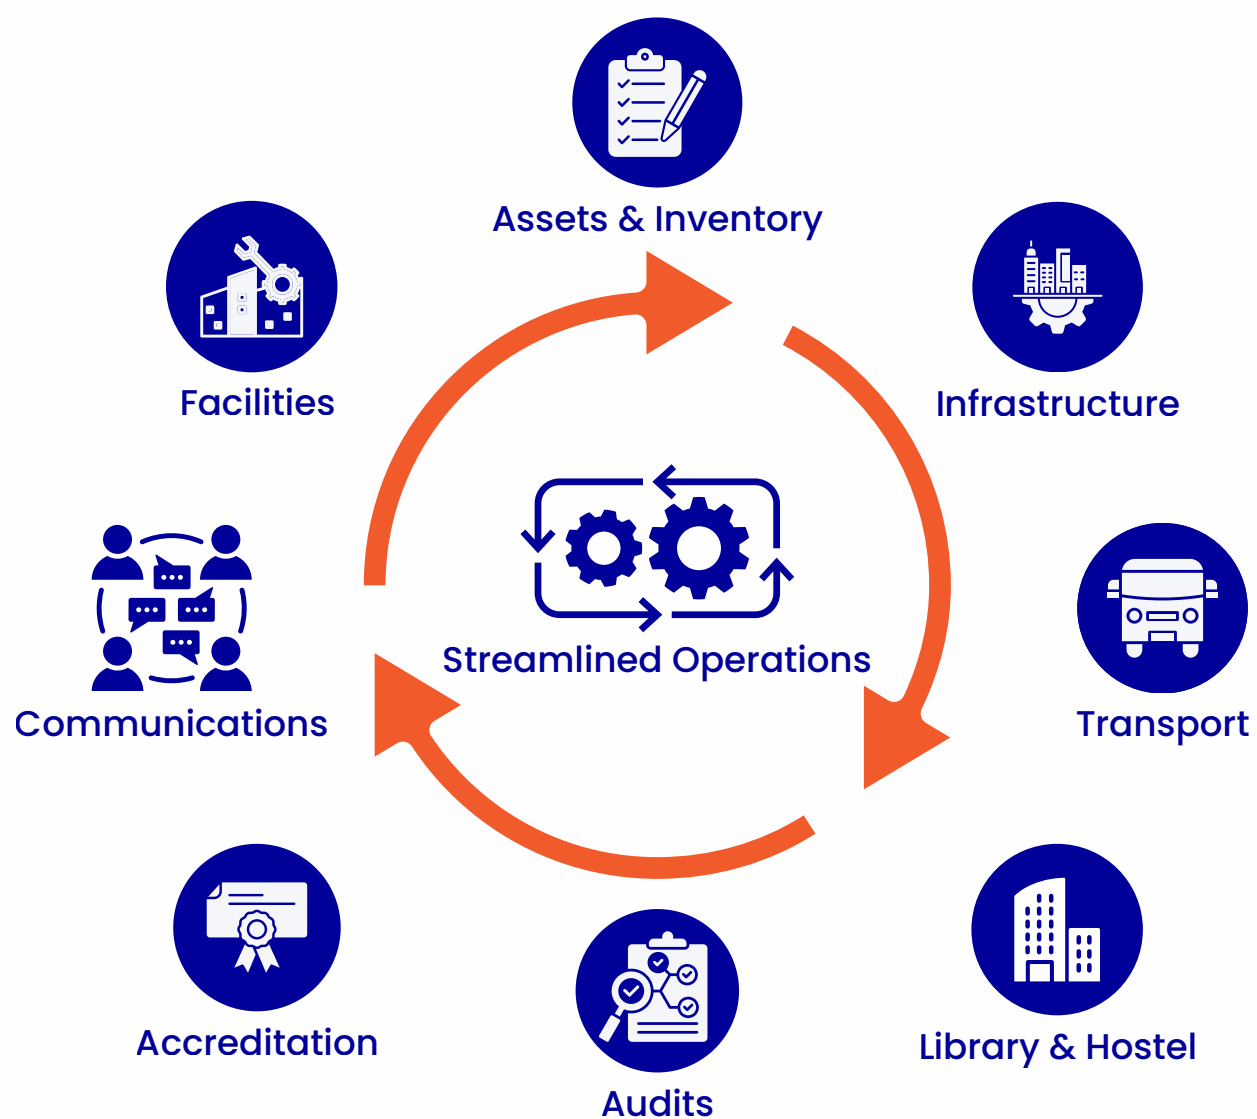 Assets & Inventory
Facilities
Infrastructure
Streamlined Operations
Communications
Transport
Accreditation
Library & Hostel
Audits